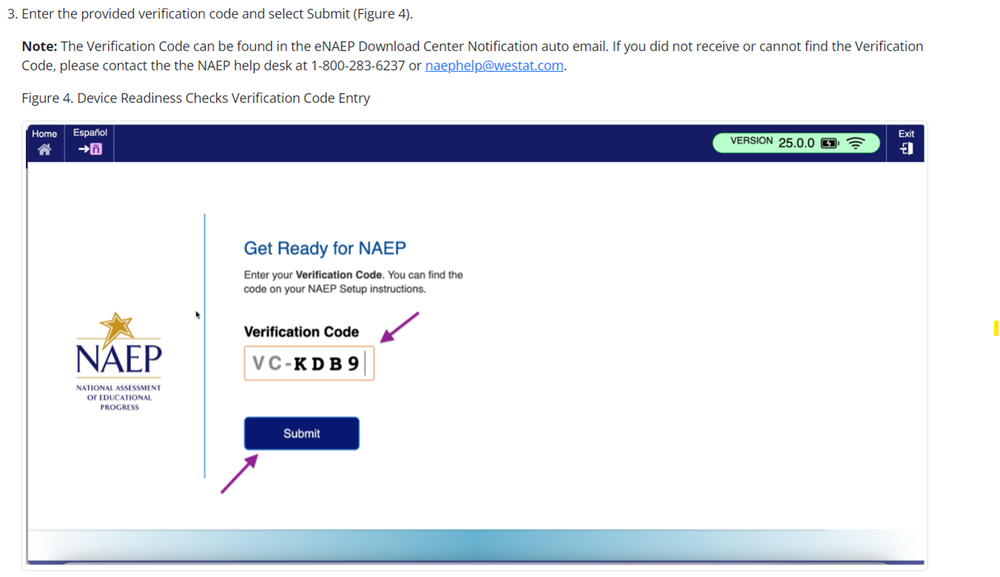 3. Enter the provided verification code and select Submit (Figure 4).
Note: The Verification Code can be found in the eNAEP Download Center Notification auto email. If you did not receive or cannot find the Verification
Code, please contact the the NAEP help desk at 1-800-283-6237 or naephelp@westat.com.
Figure 4. Device Readiness Checks Verification Code Entry
Home
Español
ñ
VERSION 25.0.0
Exit
Get Ready for NAEP
Enter your Verification Code. You can find the
code on your NAEP Setup instructions.
Verification Code
VC-KDB9
Submit
NAEP
NATIONAL ASSESSMENT
OF EDUCATIONAL
PROGRESS